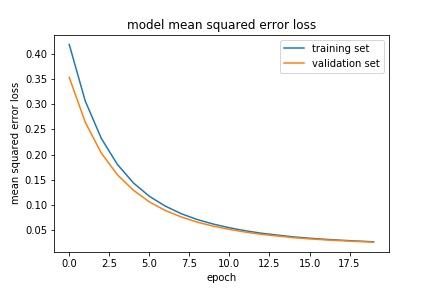 model mean squared error loss
training set
validation set
mean squared error loss
0.40
0.35
0.30
0.25
0.20
0.15
0.10
0.05
0.0 2.5 5.0 7.5 10.0 12.5 15.0 17.5
epoch